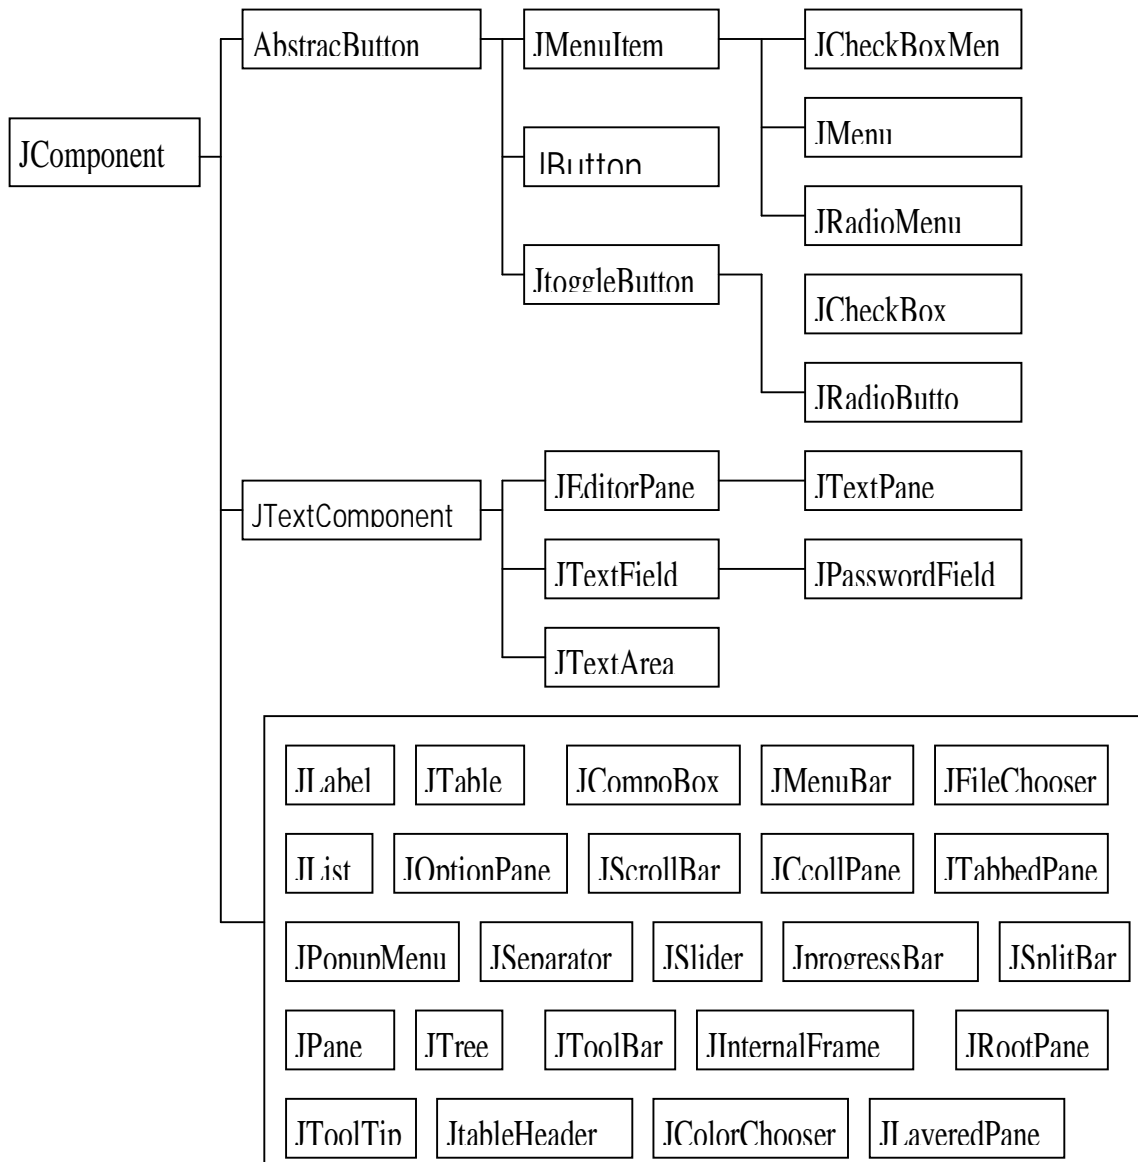 AbstracButton
JMenuItem
JCheckBoxMen
JComponent
JMenu
JButton
JRadioMenu
JtoggleButton
JCheckBox
JRadioButto
JTextComponent
JEditorPane
JTextPane
JTextField
JPasswordField
JTextArea
JLabel JTable JCompoBox JMenuBar JFileChooser
JList JOptionPane JScrollBar JCcollPane JTabbedPane
JPopupMenu JSeparator JSlider JprogressBar JSplitBar
JPane JTree JToolBar JInternalFrame JRootPane
JToolTip JtableHeader JColorChooser JLayeredPane